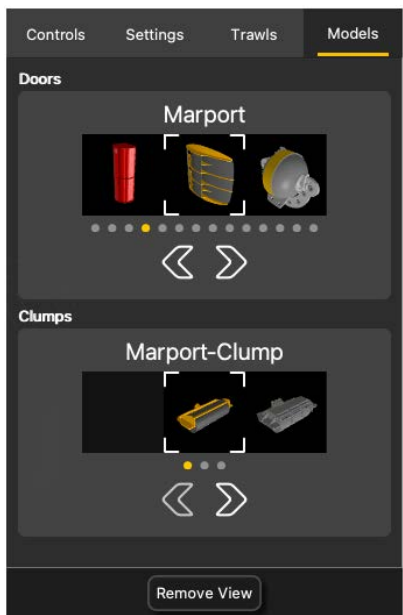 Controls Settings Trawls Models
Doors
Marport
Clumps
Marport-Clump
Remove View